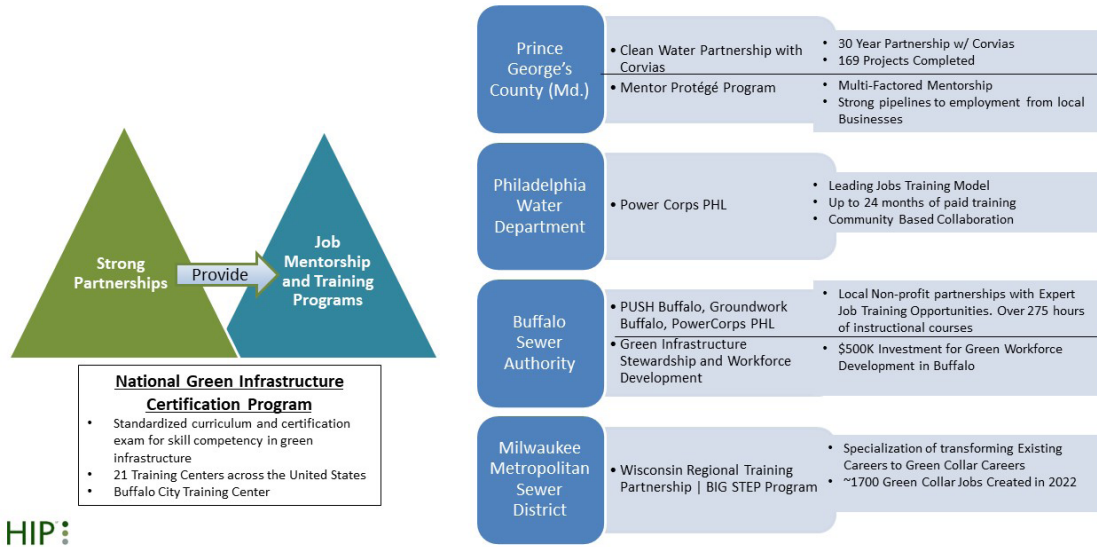 Strong
Partnerships
Provide
Job
Mentorship
and Training
Programs
National Green Infrastructure
Certification Program
• Standardized curriculum and certification
exam for skill competency in green
infrastructure
• 21 Training Centers across the United States
• Buffalo City Training Center
HIP
Prince
George's
County (Md.)
• Clean Water Partnership with
Corvias
• 30 Year Partnership w/ Corvias
• 169 Projects Completed
• Mentor Protégé Program
• Multi-Factored Mentorship
• Strong pipelines to employment from local
Businesses
Philadelphia
Water
Department
• Power Corps PHL
• Leading Jobs Training Model
• Up to 24 months of paid training
• Community Based Collaboration
Buffalo
Sewer
Authority
• PUSH Buffalo, Groundwork
Buffalo, PowerCorps PHL
• Local Non-profit partnerships with Expert
Job Training Opportunities. Over 275 hours
of instructional courses
• Green Infrastructure
Stewardship and Workforce
Development
• $500K Investment for Green Workforce
Development in Buffalo
Milwaukee
Metropolitan
Sewer
District
• Wisconsin Regional Training
Partnership | BIG STEP Program
• Specialization of transforming Existing
Careers to Green Collar Careers
• ~1700 Green Collar Jobs Created in 2022